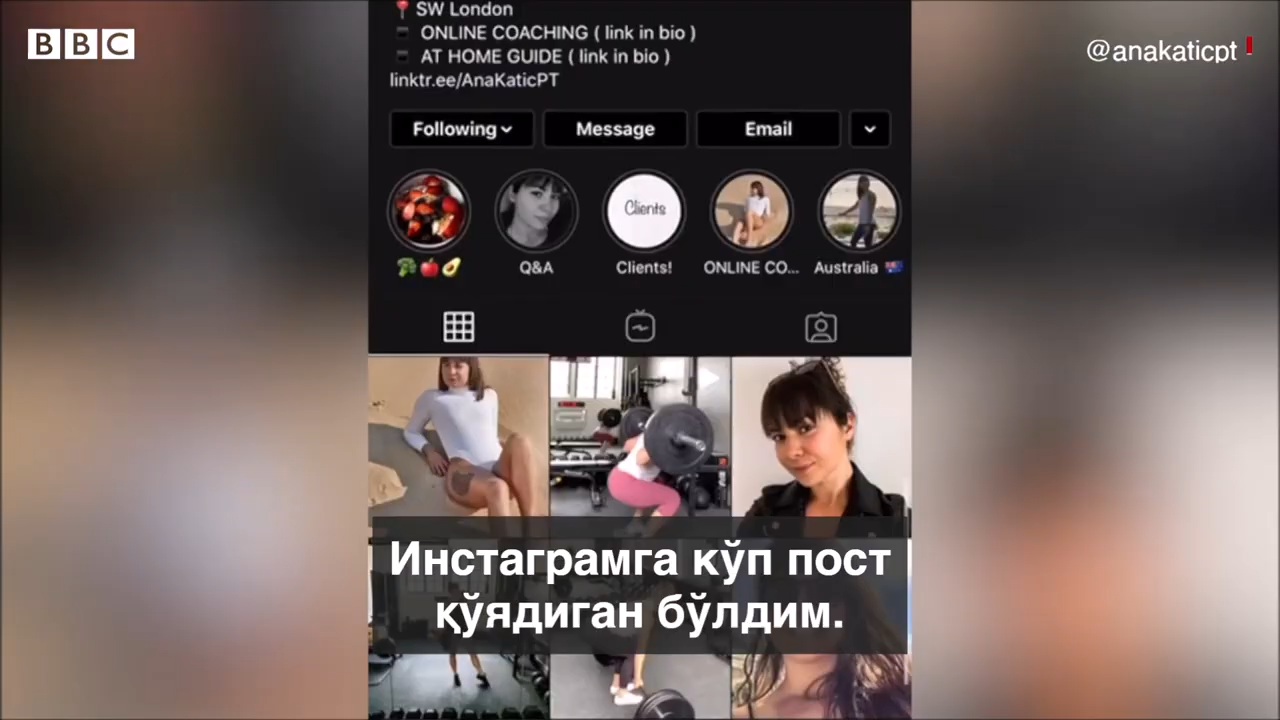 BBC
@anakaticpt
📍 SW London
▪️ ONLINE COACHING ( link in bio )
▪️ AT HOME GUIDE ( link in bio )
linktr.ee/AnaKaticPT
Following
Message
Email
Clients
🥦🍎🥑
Q&A
Clients!
ONLINE CO...
Australia 🇦🇺
Инстаграмга кўп пост
қўядиган бўлдим.